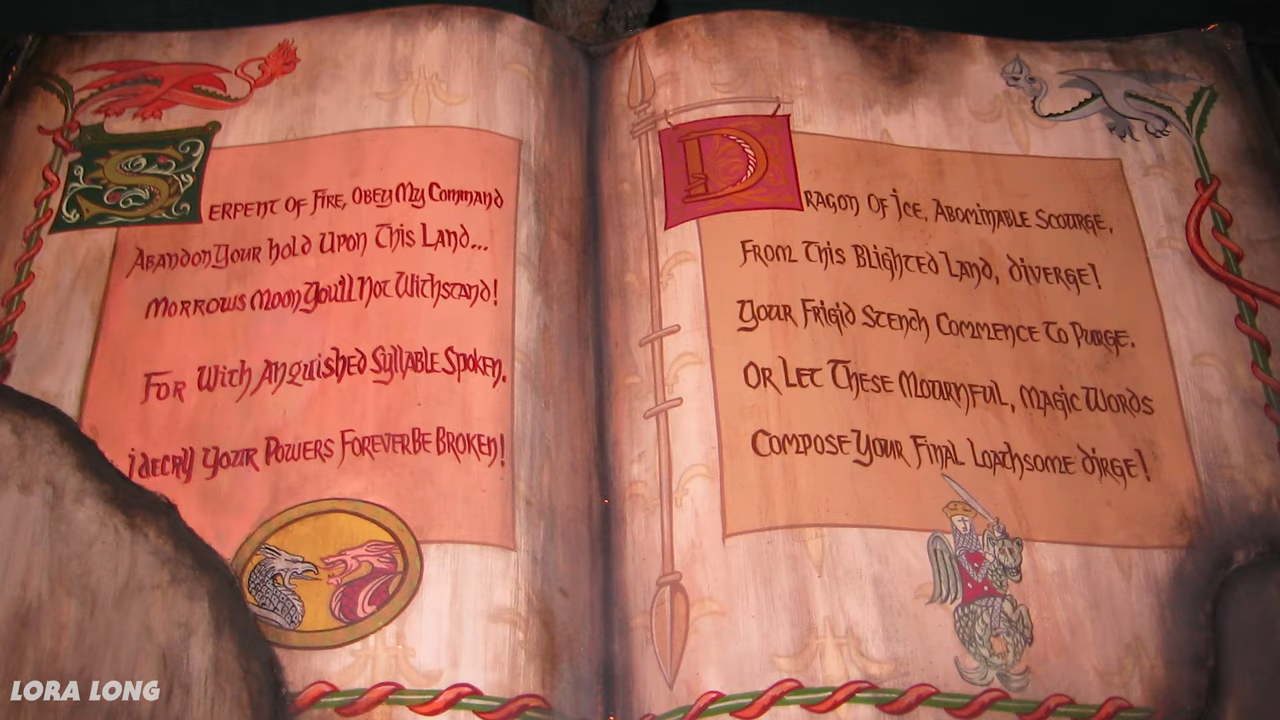 SERPENT OF FIRE, OBEY MY COMMAND
ABANDON YOUR HOLD UPON THIS LAND...
MORROWS MOON YOU'LL NOT WITHSTAND!
FOR WITH ANGUISHED SYLLABLE SPOKEN,
I DECRY YOUR POWERS FOREVER BE BROKEN!
DRAGON OF ICE, ABOMINABLE SCOURGE,
FROM THIS BLIGHTED LAND, DIVERGE!
YOUR FRIGID STENCH COMMENCE TO PURGE.
OR LET THESE MOURNFUL, MAGIC WORDS
COMPOSE YOUR FINAL LOATHSOME DIRGE!
LORA LONG